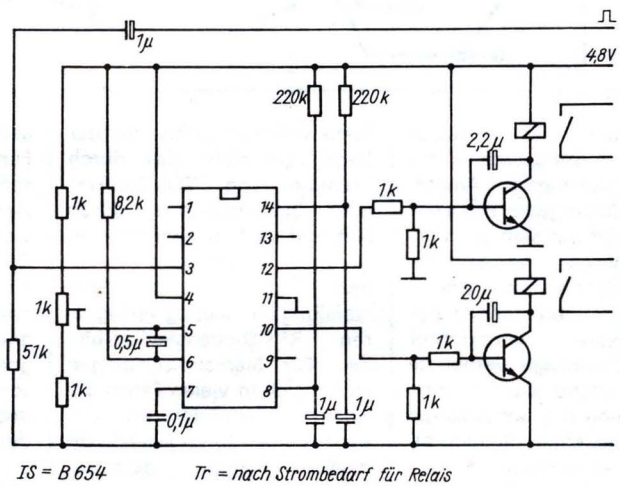 1µ
4,8V
220k
220k
2,2µ
1k
8,2k
1
14
1k
2
13
1k
3
12
1k
4
11
20µ
5
10
1k
0,5µ
6
9
51k
1k
7
8
0,1µ
1µ
1µ
1k
IS = B 654
Tr = nach Strombedarf für Relais